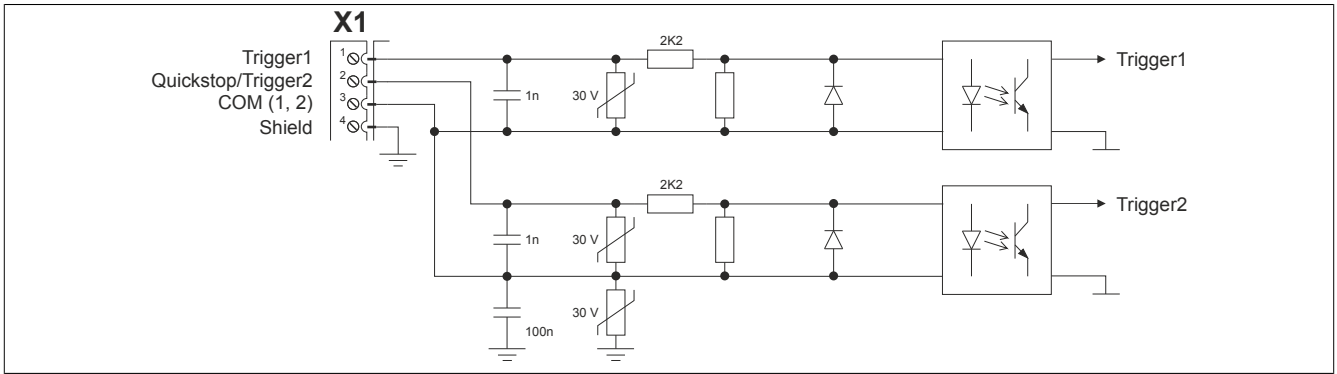 X1
Trigger1
Quickstop/Trigger2
COM (1, 2)
Shield
1
2
3
4
1n
30 V
2K2
Trigger1
1n
30 V
2K2
Trigger2
100n
30 V